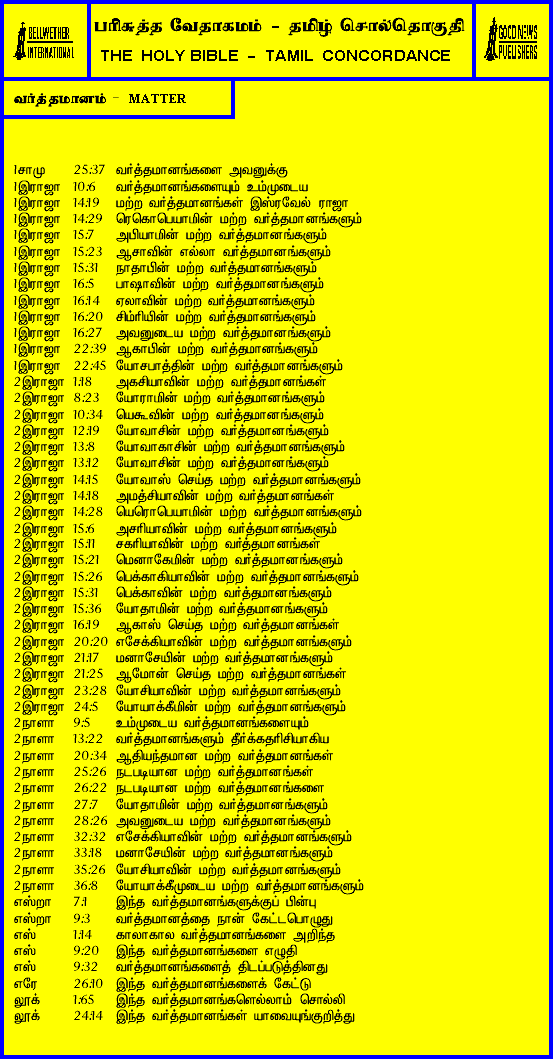 BELLWETHER INTERNATIONAL
பரிசுத்த வேதாகமம் - தமிழ் சொல்தொகுதி
THE HOLY BIBLE - TAMIL CONCORDANCE
GOOD NEWS PUBLISHERS
வர்த்தமானம் - MATTER
1சாமு 25:37 வர்த்தமானங்களை அவனுக்கு
1இராஜா 10:6 வர்த்தமானங்களையும் உம்முடைய
1இராஜா 14:19 மற்ற வர்த்தமானங்கள் இஸ்ரவேல் ராஜா
1இராஜா 14:29 ரெகொபெயாமின் மற்ற வர்த்தமானங்களும்
1இராஜா 15:7 அபியாமின் மற்ற வர்த்தமானங்களும்
1இராஜா 15:23 ஆசாவின் எல்லா வர்த்தமானங்களும்
1இராஜா 15:31 நாதாபின் மற்ற வர்த்தமானங்களும்
1இராஜா 16:5 பாஷாவின் மற்ற வர்த்தமானங்களும்
1இராஜா 16:14 ஏலாவின் மற்ற வர்த்தமானங்களும்
1இராஜா 16:20 சிம்ரியின் மற்ற வர்த்தமானங்களும்
1இராஜா 16:27 அவனுடைய மற்ற வர்த்தமானங்களும்
1இராஜா 22:39 ஆகாபின் மற்ற வர்த்தமானங்களும்
1இராஜா 22:45 யோசபாத்தின் மற்ற வர்த்தமானங்களும்
2இராஜா 1:18 அகசியாவின் மற்ற வர்த்தமானங்கள்
2இராஜா 8:23 யோராமின் மற்ற வர்த்தமானங்களும்
2இராஜா 10:34 யெகூவின் மற்ற வர்த்தமானங்களும்
2இராஜா 12:19 யோவாசின் மற்ற வர்த்தமானங்களும்
2இராஜா 13:8 யோவாகாசின் மற்ற வர்த்தமானங்களும்
2இராஜா 13:12 யோவாசின் மற்ற வர்த்தமானங்களும்
2இராஜா 14:15 யோவாஸ் செய்த மற்ற வர்த்தமானங்களும்
2இராஜா 14:18 அமத்சியாவின் மற்ற வர்த்தமானங்கள்
2இராஜா 14:28 யெரொபெயாமின் மற்ற வர்த்தமானங்களும்
2இராஜா 15:6 அசரியாவின் மற்ற வர்த்தமானங்களும்
2இராஜா 15:11 சகரியாவின் மற்ற வர்த்தமானங்கள்
2இராஜா 15:21 மெனாகேமின் மற்ற வர்த்தமானங்களும்
2இராஜா 15:26 பெக்காகியாவின் மற்ற வர்த்தமானங்களும்
2இராஜா 15:31 பெக்காவின் மற்ற வர்த்தமானங்களும்
2இராஜா 15:36 யோதாமின் மற்ற வர்த்தமானங்களும்
2இராஜா 16:19 ஆகாஸ் செய்த மற்ற வர்த்தமானங்கள்
2இராஜா 20:20 எசேக்கியாவின் மற்ற வர்த்தமானங்களும்
2இராஜா 21:17 மனாசேயின் மற்ற வர்த்தமானங்களும்
2இராஜா 21:25 ஆமோன் செய்த மற்ற வர்த்தமானங்கள்
2இராஜா 23:28 யோசியாவின் மற்ற வர்த்தமானங்களும்
2இராஜா 24:5 யோயாக்கீமின் மற்ற வர்த்தமானங்களும்
2நாளா 9:5 உம்முடைய வர்த்தமானங்களையும்
2நாளா 13:22 வர்த்தமானங்களும் தீர்க்கதரிசியாகிய
2நாளா 20:34 ஆதியந்தமான மற்ற வர்த்தமானங்கள்
2நாளா 25:26 நடபடியான மற்ற வர்த்தமானங்கள்
2நாளா 26:22 நடபடியான மற்ற வர்த்தமானங்களை
2நாளா 27:7 யோதாமின் மற்ற வர்த்தமானங்களும்
2நாளா 28:26 அவனுடைய மற்ற வர்த்தமானங்களும்
2நாளா 32:32 எசேக்கியாவின் மற்ற வர்த்தமானங்களும்
2நாளா 33:18 மனாசேயின் மற்ற வர்த்தமானங்களும்
2நாளா 35:26 யோசியாவின் மற்ற வர்த்தமானங்களும்
2நாளா 36:8 யோயாக்கீமுடைய மற்ற வர்த்தமானங்களும்
எஸ்றா 7:1 இந்த வர்த்தமானங்களுக்குப் பின்பு
எஸ்றா 9:3 வர்த்தமானத்தை நான் கேட்டபொழுது
எஸ் 1:14 காலாகால வர்த்தமானங்களை அறிந்த
எஸ் 9:20 இந்த வர்த்தமானங்களை எழுதி
எஸ் 9:32 வர்த்தமானங்களைத் திடப்படுத்தினது
எரே 26:10 இந்த வர்த்தமானங்களைக் கேட்டு
லூக் 1:65 இந்த வர்த்தமானங்களெல்லாம் சொல்லி
லூக் 24:14 இந்த வர்த்தமானங்கள் யாவையுங்குறித்து